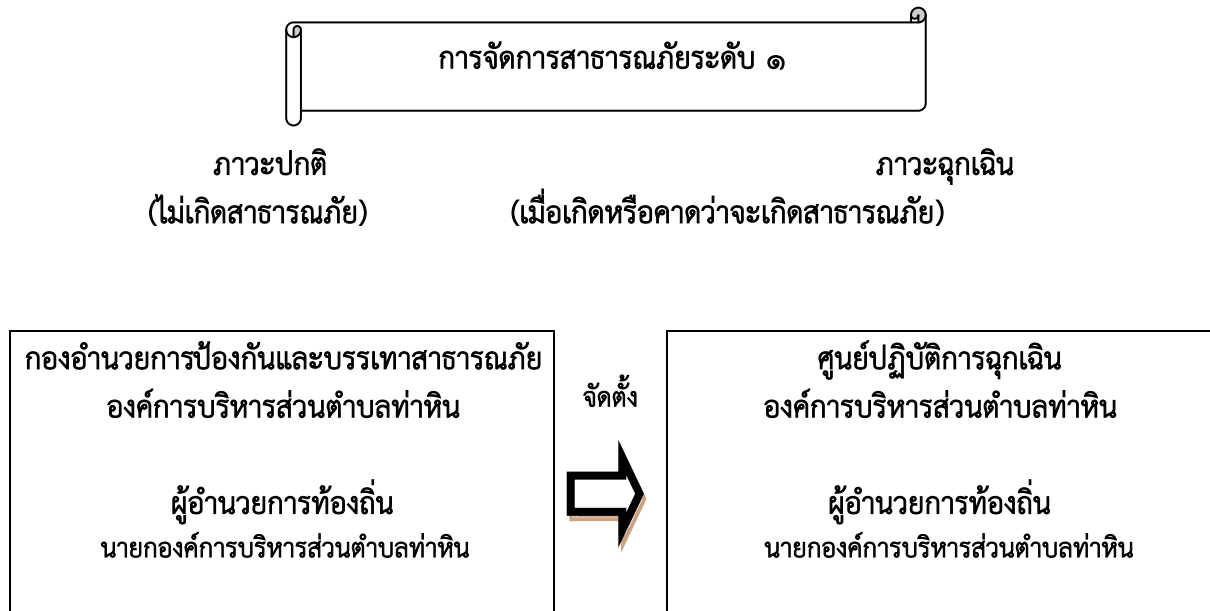 การจัดการสาธารณภัยระดับ ๑
ภาวะปกติ
(ไม่เกิดสาธารณภัย)
ภาวะฉุกเฉิน
(เมื่อเกิดหรือคาดว่าจะเกิดสาธารณภัย)
กองอำนวยการป้องกันและบรรเทาสาธารณภัย
องค์การบริหารส่วนตำบลท่าหิน
ผู้อำนวยการท้องถิ่น
นายกองค์การบริหารส่วนตำบลท่าหิน
จัดตั้ง
ศูนย์ปฏิบัติการฉุกเฉิน
องค์การบริหารส่วนตำบลท่าหิน
ผู้อำนวยการท้องถิ่น
นายกองค์การบริหารส่วนตำบลท่าหิน